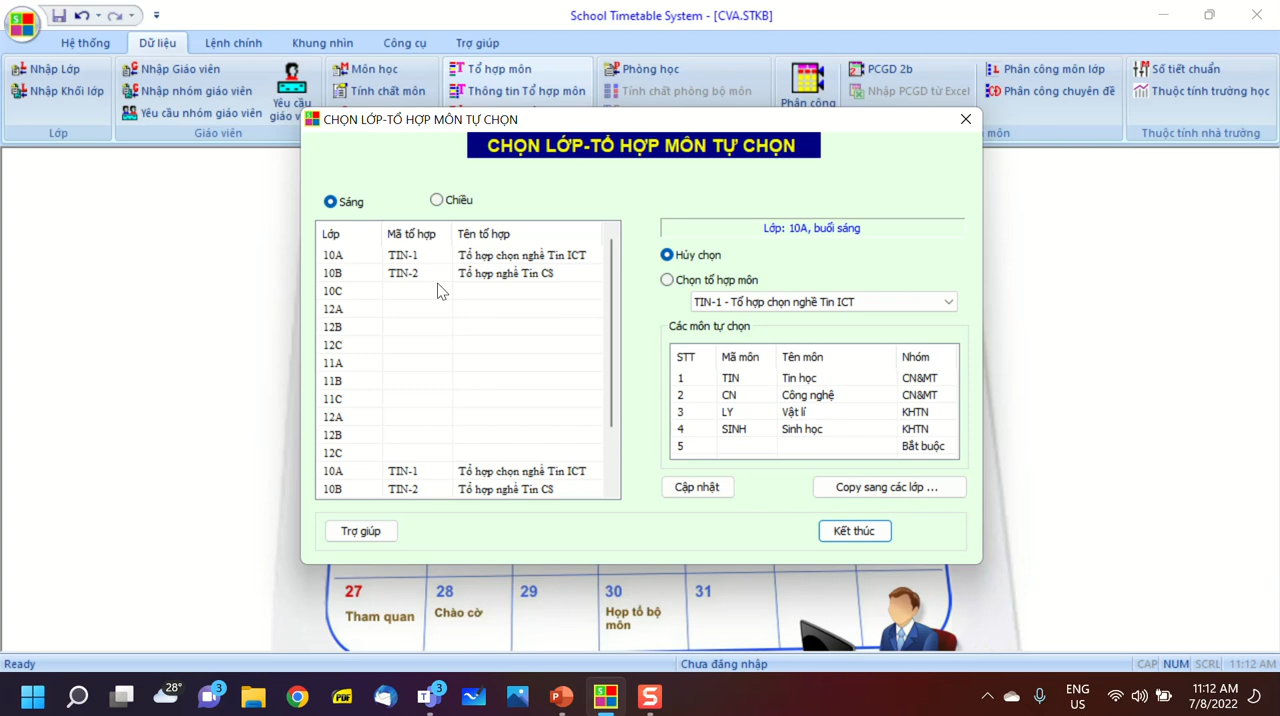 School Timetable System - [CVA.STKB]
Hệ thống Dữ liệu Lệnh chính Khung nhìn Công cụ Trợ giúp
Nhập Lớp Nhập Giáo viên Môn học Tổ hợp môn Phòng học PCGD 2b Phân công môn lớp Số tiết chuẩn
Nhập Khối lớp Nhập nhóm giáo viên Tính chất môn Thông tin Tổ hợp môn Tính chất phòng bộ môn Nhập PCGD từ Excel Phân công chuyên đề Thuộc tính trường học
Yêu cầu nhóm giáo viên Yêu cầu giáo v Phân công
Lớp Giáo viên môn Thuộc tính nhà trường
CHỌN LỚP-TỔ HỢP MÔN TỰ CHỌN
CHỌN LỚP-TỔ HỢP MÔN TỰ CHỌN
Sáng Chiều
Lớp Mã tổ hợp Tên tổ hợp
10A TIN-1 Tổ hợp chọn nghề Tin ICT
10B TIN-2 Tổ hợp nghề Tin CS
10C
12A
12B
12C
11A
11B
11C
12A
12B
12C
10A TIN-1 Tổ hợp chọn nghề Tin ICT
10B TIN-2 Tổ hợp nghề Tin CS
Lớp: 10A, buổi sáng
Hủy chọn
Chọn tổ hợp môn
TIN-1 - Tổ hợp chọn nghề Tin ICT
Các môn tự chọn
STT Mã môn Tên môn Nhóm
1 TIN Tin học CN&MT
2 CN Công nghệ CN&MT
3 LY Vật lí KHTN
4 SINH Sinh học KHTN
5 Bắt buộc
Cập nhật Copy sang các lớp ...
Trợ giúp Kết thúc
27 28 29 30 31
Tham quan Chào cờ Họp tổ bộ môn
Ready Chưa đăng nhập CAP NUM SCRL 11:12 AM
28° 3 PDF 3 ENG US 11:12 AM 7/8/2022